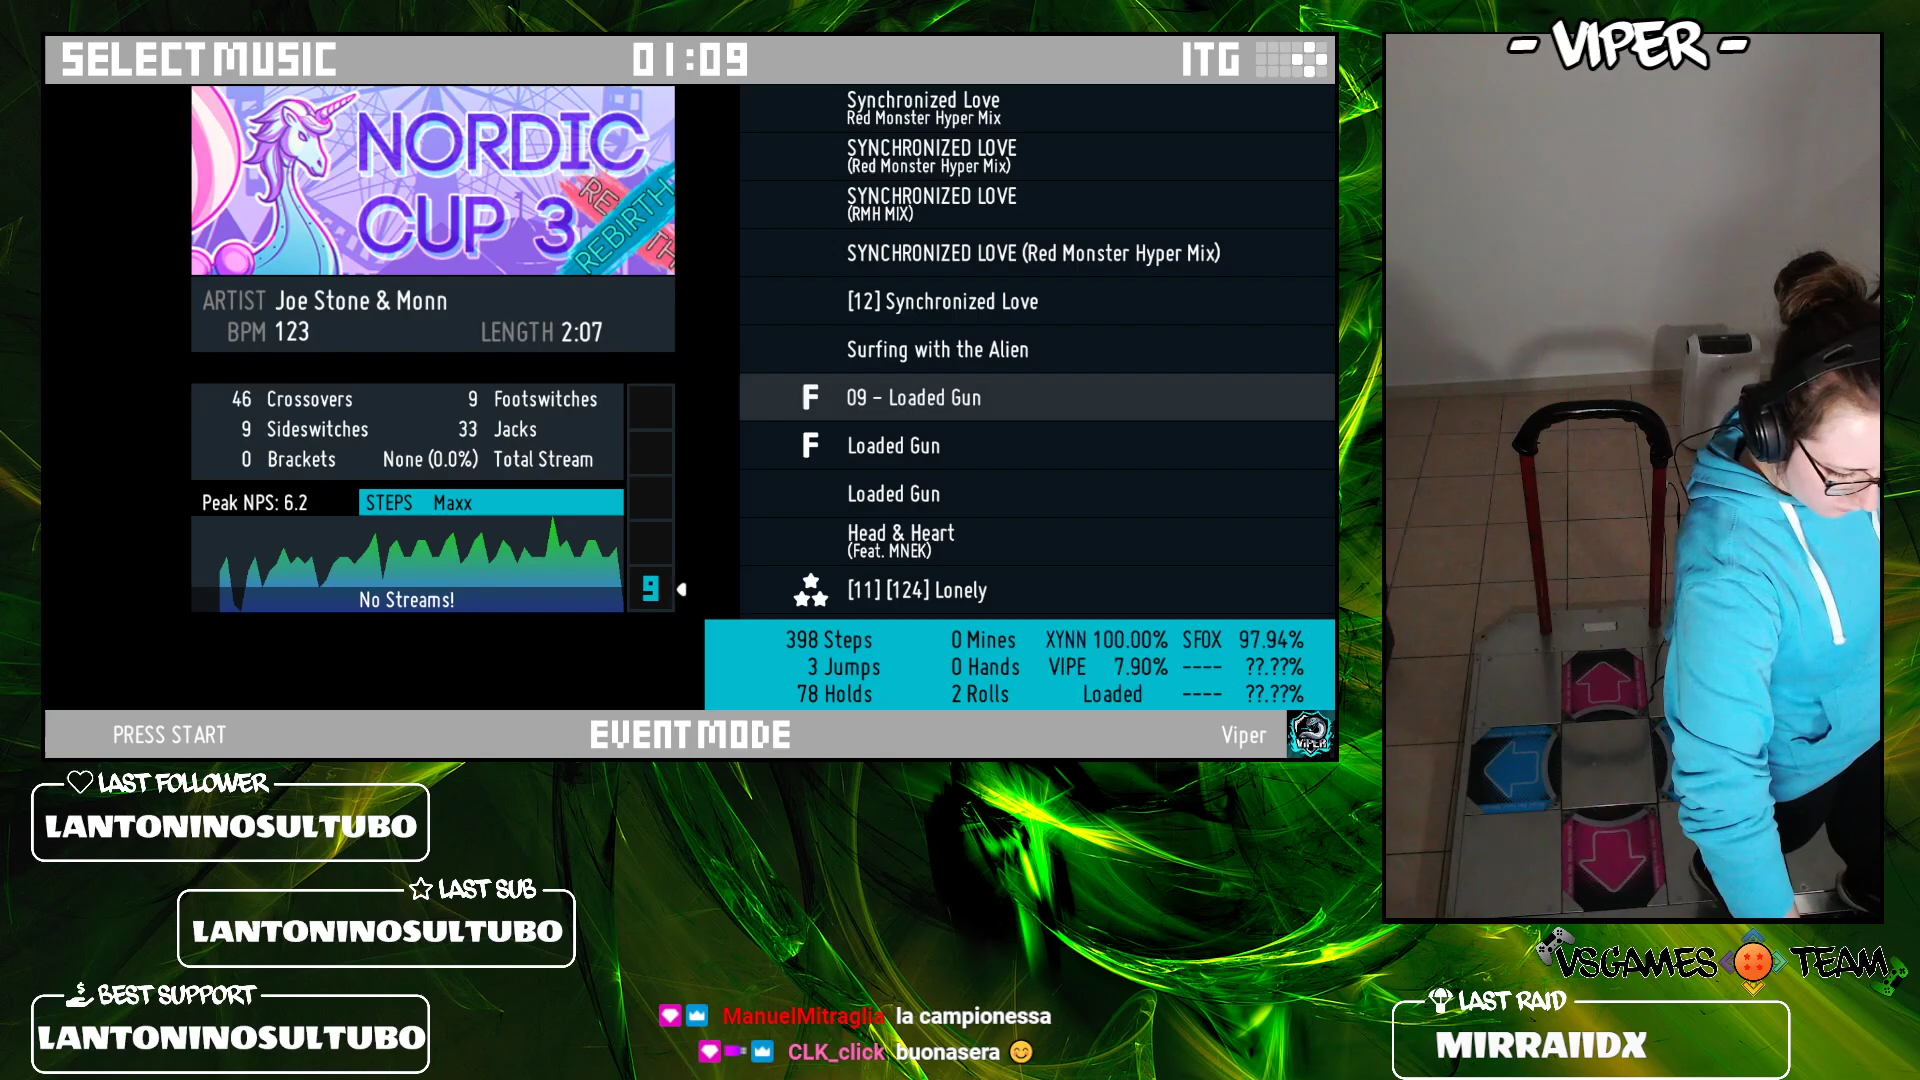 SELECT MUSIC
01:09
ITG
- VIPER -
NORDIC
CUP 3
RE
REBIRTH
ARTIST Joe Stone & Monn
BPM 123
LENGTH 2:07
46 Crossovers
9 Footswitches
9 Sideswitches
33 Jacks
0 Brackets
None (0.0%) Total Stream
Peak NPS: 6.2
STEPS Maxx
No Streams!
9
Synchronized Love
Red Monster Hyper Mix
SYNCHRONIZED LOVE
(Red Monster Hyper Mix)
SYNCHRONIZED LOVE
(RMH MIX)
SYNCHRONIZED LOVE (Red Monster Hyper Mix)
[12] Synchronized Love
Surfing with the Alien
F 09 - Loaded Gun
F Loaded Gun
Loaded Gun
Head & Heart
(Feat. MNEK)
[11] [124] Lonely
398 Steps 0 Mines XYNN 100.00% SFOX 97.94%
3 Jumps 0 Hands VIPE 7.90% ---- ??.??%
78 Holds 2 Rolls Loaded ---- ??.??%
PRESS START
EVENT MODE
Viper
VIPER
LAST FOLLOWER
LANTONINOSULTUBO
LAST SUB
LANTONINOSULTUBO
BEST SUPPORT
LANTONINOSULTUBO
ManuelMitraglia la campionessa
CLK_click buonasera 😊
VSGAMES TEAM
LAST RAID
MIRRAIIDX